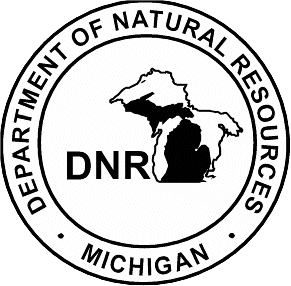 DEPARTMENT OF NATURAL RESOURCES
DNR
• MICHIGAN •